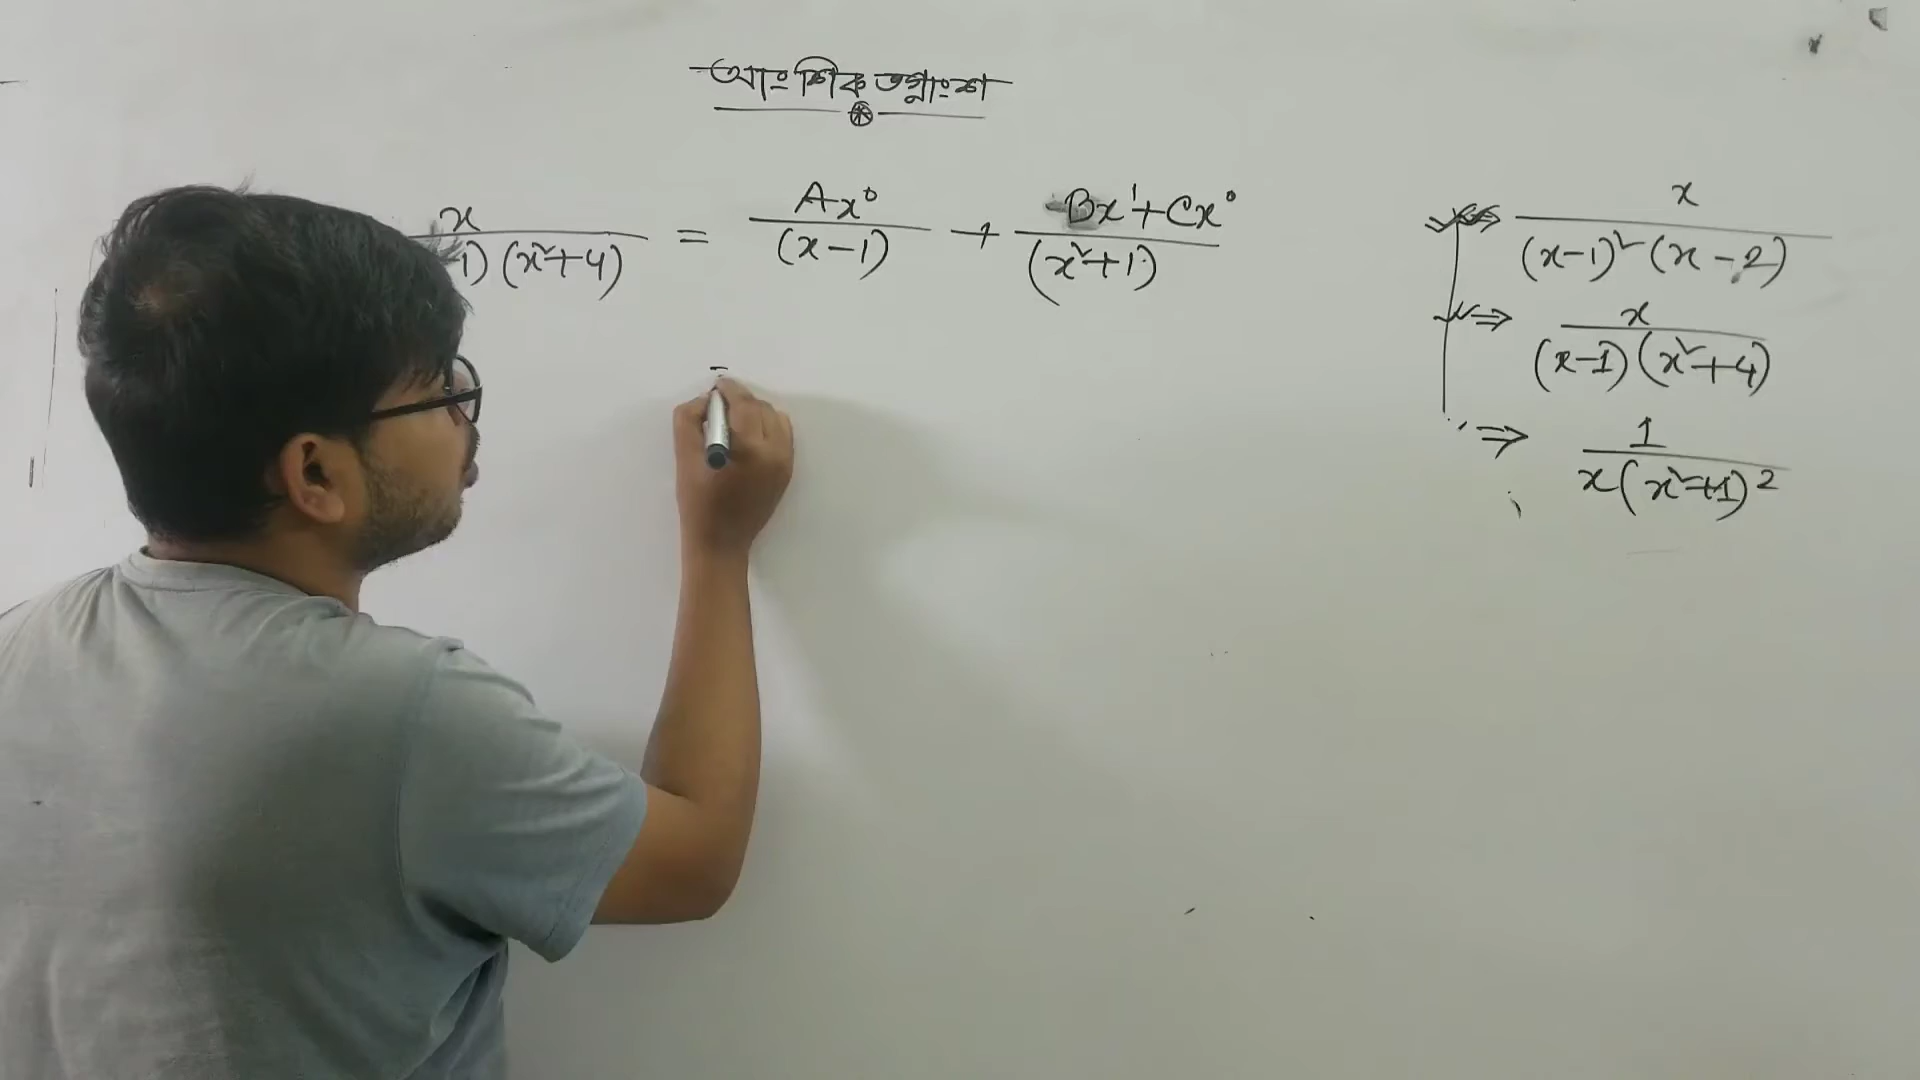 আংশিক ভগ্নাংশ
x / 1)(x²+4) = Ax⁰ / (x-1) + Bx¹+Cx⁰ / (x²+1)
⇒ x / (x-1)²(x-2)
⇒ x / (x-1)(x²+4)
⇒ 1 / x(x²+1)²
=